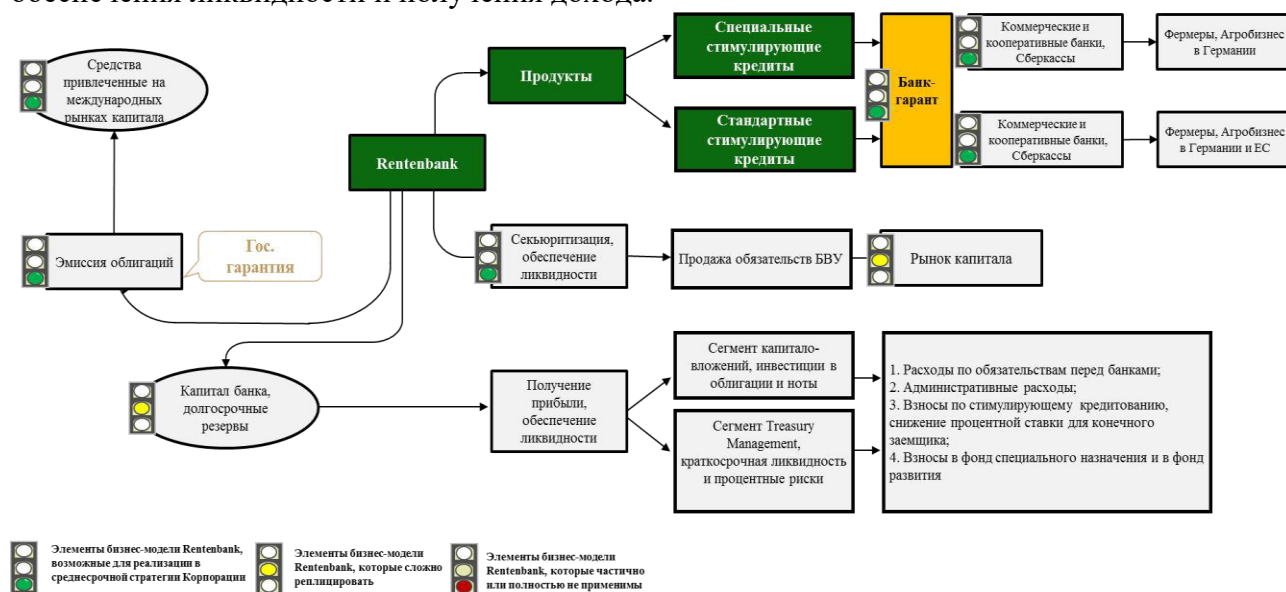 обеспечения ликвидности и получения дохода.
Средства
привлеченные на
международных
рынках капитала
Эмиссия облигаций
Гос.
гарантия
Rentenbank
Продукты
Специальные
стимулирующие
кредиты
Стандартные
стимулирующие
кредиты
Банк-
гарант
Коммерческие и
кооперативные банки,
Сберкассы
Фермеры, Агробизнес
в Германии
Коммерческие и
кооперативные банки,
Сберкассы
Фермеры, Агробизнес
в Германии и ЕС
Секьюритизация,
обеспечение
ликвидности
Продажа обязательств БВУ
Рынок капитала
Капитал банка,
долгосрочные
резервы
Получение
прибыли,
обеспечение
ликвидности
Сегмент капитало-
вложений, инвестиции в
облигации и ноты
Сегмент Treasury
Management,
краткосрочная ликвидность
и процентные риски
1. Расходы по обязательствам перед банками;
2. Административные расходы;
3. Взносы по стимулирующему кредитованию,
снижение процентной ставки для конечного
заемщика;
4. Взносы в фонд специального назначения и в фонд
развития
Элементы бизнес-модели Rentenbank,
возможные для реализации в
среднесрочной стратегии Корпорации
Элементы бизнес-модели
Rentenbank, которые сложно
реплицировать
Элементы бизнес-модели
Rentenbank, которые частично
или полностью не применимы